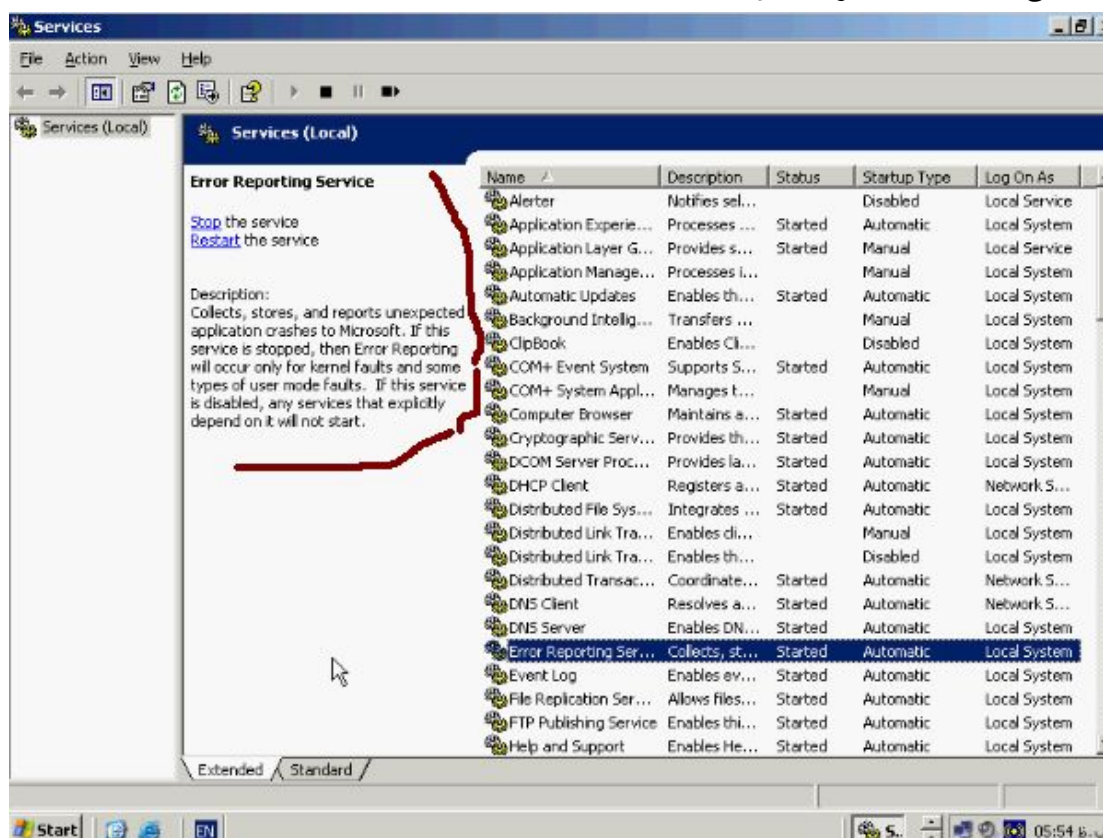 Services
File Action View Help
Services (Local)
Services (Local)
Error Reporting Service
Stop the service
Restart the service
Description:
Collects, stores, and reports unexpected
application crashes to Microsoft. If this
service is stopped, then Error Reporting
will occur only for kernel faults and some
types of user mode faults. If this service
is disabled, any services that explicitly
depend on it will not start.
Name Description Status Startup Type Log On As
Alerter Notifies sel... Disabled Local Service
Application Experie... Processes ... Started Automatic Local System
Application Layer G... Provides s... Started Manual Local Service
Application Manage... Processes i... Manual Local System
Automatic Updates Enables th... Started Automatic Local System
Background Intellig... Transfers ... Manual Local System
ClipBook Enables Cli... Disabled Local System
COM+ Event System Supports S... Started Automatic Local System
COM+ System Appl... Manages t... Manual Local System
Computer Browser Maintains a... Started Automatic Local System
Cryptographic Serv... Provides th... Started Automatic Local System
DCOM Server Proc... Provides la... Started Automatic Local System
DHCP Client Registers a... Started Automatic Network S...
Distributed File Sys... Integrates ... Started Automatic Local System
Distributed Link Tra... Enables cli... Manual Local System
Distributed Link Tra... Enables th... Disabled Local System
Distributed Transac... Coordinate... Started Automatic Network S...
DNS Client Resolves a... Started Automatic Network S...
DNS Server Enables DN... Started Automatic Local System
Error Reporting Ser... Collects, st... Started Automatic Local System
Event Log Enables ev... Started Automatic Local System
File Replication Ser... Allows files... Started Automatic Local System
FTP Publishing Service Enables thi... Started Automatic Local System
Help and Support Enables He... Started Automatic Local System
Extended Standard
Start EN S.. 05:54